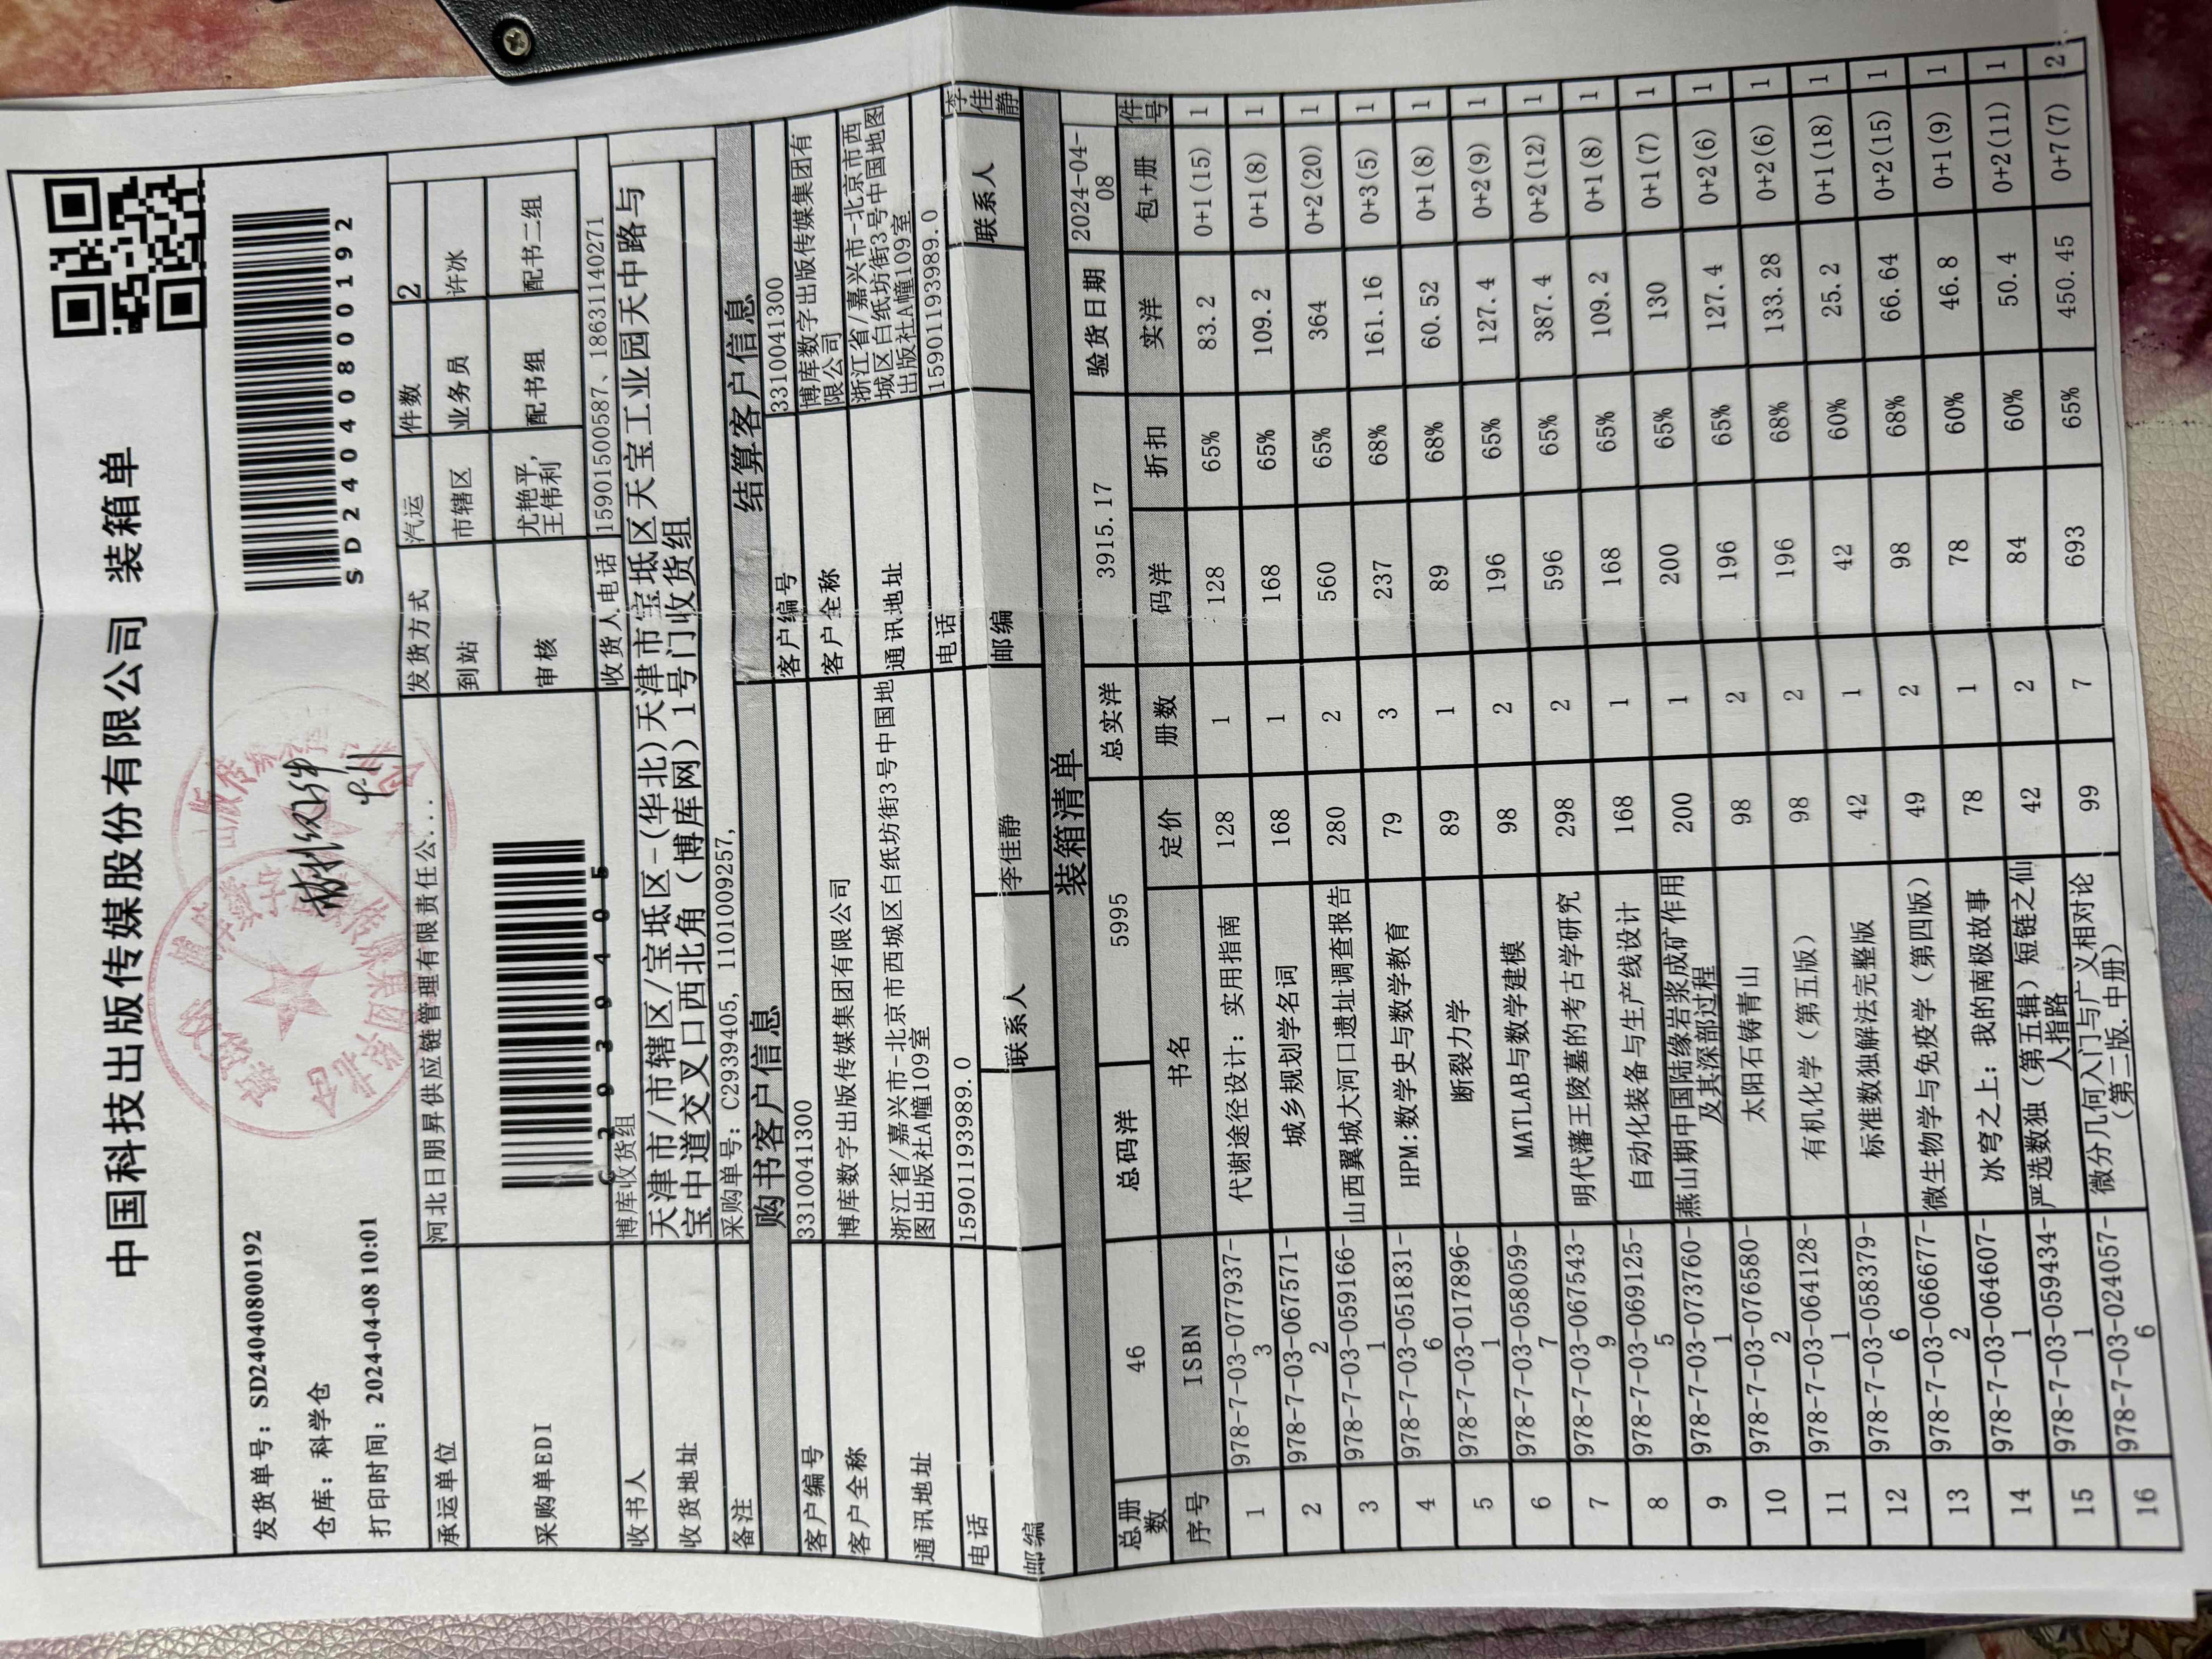 中国科技出版传媒股份有限公司 装箱单
发货单号：SD240408000192
仓库：科学仓
打印时间：2024-04-08 10:01
SD240408000192
承运单位 河北日朋昇供应链管理有限责任公... 发货方式 汽运 件数 2
采购单EDI C2939405 到站 市辖区 业务员 许冰
审核 尤艳平,
王伟利 配书组 配书二组
收书人 博库收货组 收货人电话 15901500587、18631140271
收货地址 天津市/市辖区/宝坻区-(华北)天津市宝坻区天宝工业园天中路与
宝中道交叉口西北角（博库网）1号门收货组
备注 采购单号：C2939405, 1101009257,
购书客户信息 结算客户信息
客户编号 3310041300 客户编号 3310041300
客户全称 博库数字出版传媒集团有限公司 客户全称 博库数字出版传媒集团有
限公司
通讯地址 浙江省/嘉兴市-北京市西城区白纸坊街3号中国地
图出版社A幢109室 通讯地址 浙江省/嘉兴市-北京市西
城区白纸坊街3号中国地图
出版社A幢109室
电话 15901193989.0 电话 15901193989.0
邮编 联系人 李佳静 邮编 联系人 李佳静
装箱清单
总册数 46 总码洋 5995 总实洋 3915.17 验货日期 2024-04-08
序号 ISBN 书名 定价 册数 码洋 折扣 实洋 包+册 件号
1 978-7-03-077937-3 代谢途径设计：实用指南 128 1 128 65% 83.2 0+1(15) 1
2 978-7-03-067571-2 城乡规划学名词 168 1 168 65% 109.2 0+1(8) 1
3 978-7-03-059166-1 山西翼城大河口遗址调查报告 280 2 560 65% 364 0+2(20) 1
4 978-7-03-051831-6 HPM:数学史与数学教育 79 3 237 68% 161.16 0+3(5) 1
5 978-7-03-017896-1 断裂力学 89 1 89 68% 60.52 0+1(8) 1
6 978-7-03-058059-7 MATLAB与数学建模 98 2 196 65% 127.4 0+2(9) 1
7 978-7-03-067543-9 明代藩王陵墓的考古学研究 298 2 596 65% 387.4 0+2(12) 1
8 978-7-03-069125-5 自动化装备与生产线设计 168 1 168 65% 109.2 0+1(8) 1
9 978-7-03-073760-1 燕山期中国陆缘岩浆成矿作用
及其深部过程 200 1 200 65% 130 0+1(7) 1
10 978-7-03-076580-2 太阳石铸青山 98 2 196 65% 127.4 0+2(6) 1
11 978-7-03-064128-1 有机化学（第五版） 98 2 196 68% 133.28 0+2(6) 1
12 978-7-03-058379-6 标准数独解法完整版 42 1 42 60% 25.2 0+1(18) 1
13 978-7-03-066677-2 微生物学与免疫学（第四版） 49 2 98 68% 66.64 0+2(15) 1
14 978-7-03-064607-1 冰穹之上：我的南极故事 78 1 78 60% 46.8 0+1(9) 1
15 978-7-03-059434-1 严选数独（第五辑）短链之仙
人指路 42 2 84 60% 50.4 0+2(11) 1
16 978-7-03-024057-6 微分几何入门与广义相对论
（第二版.中册） 99 7 693 65% 450.45 0+7(7) 2